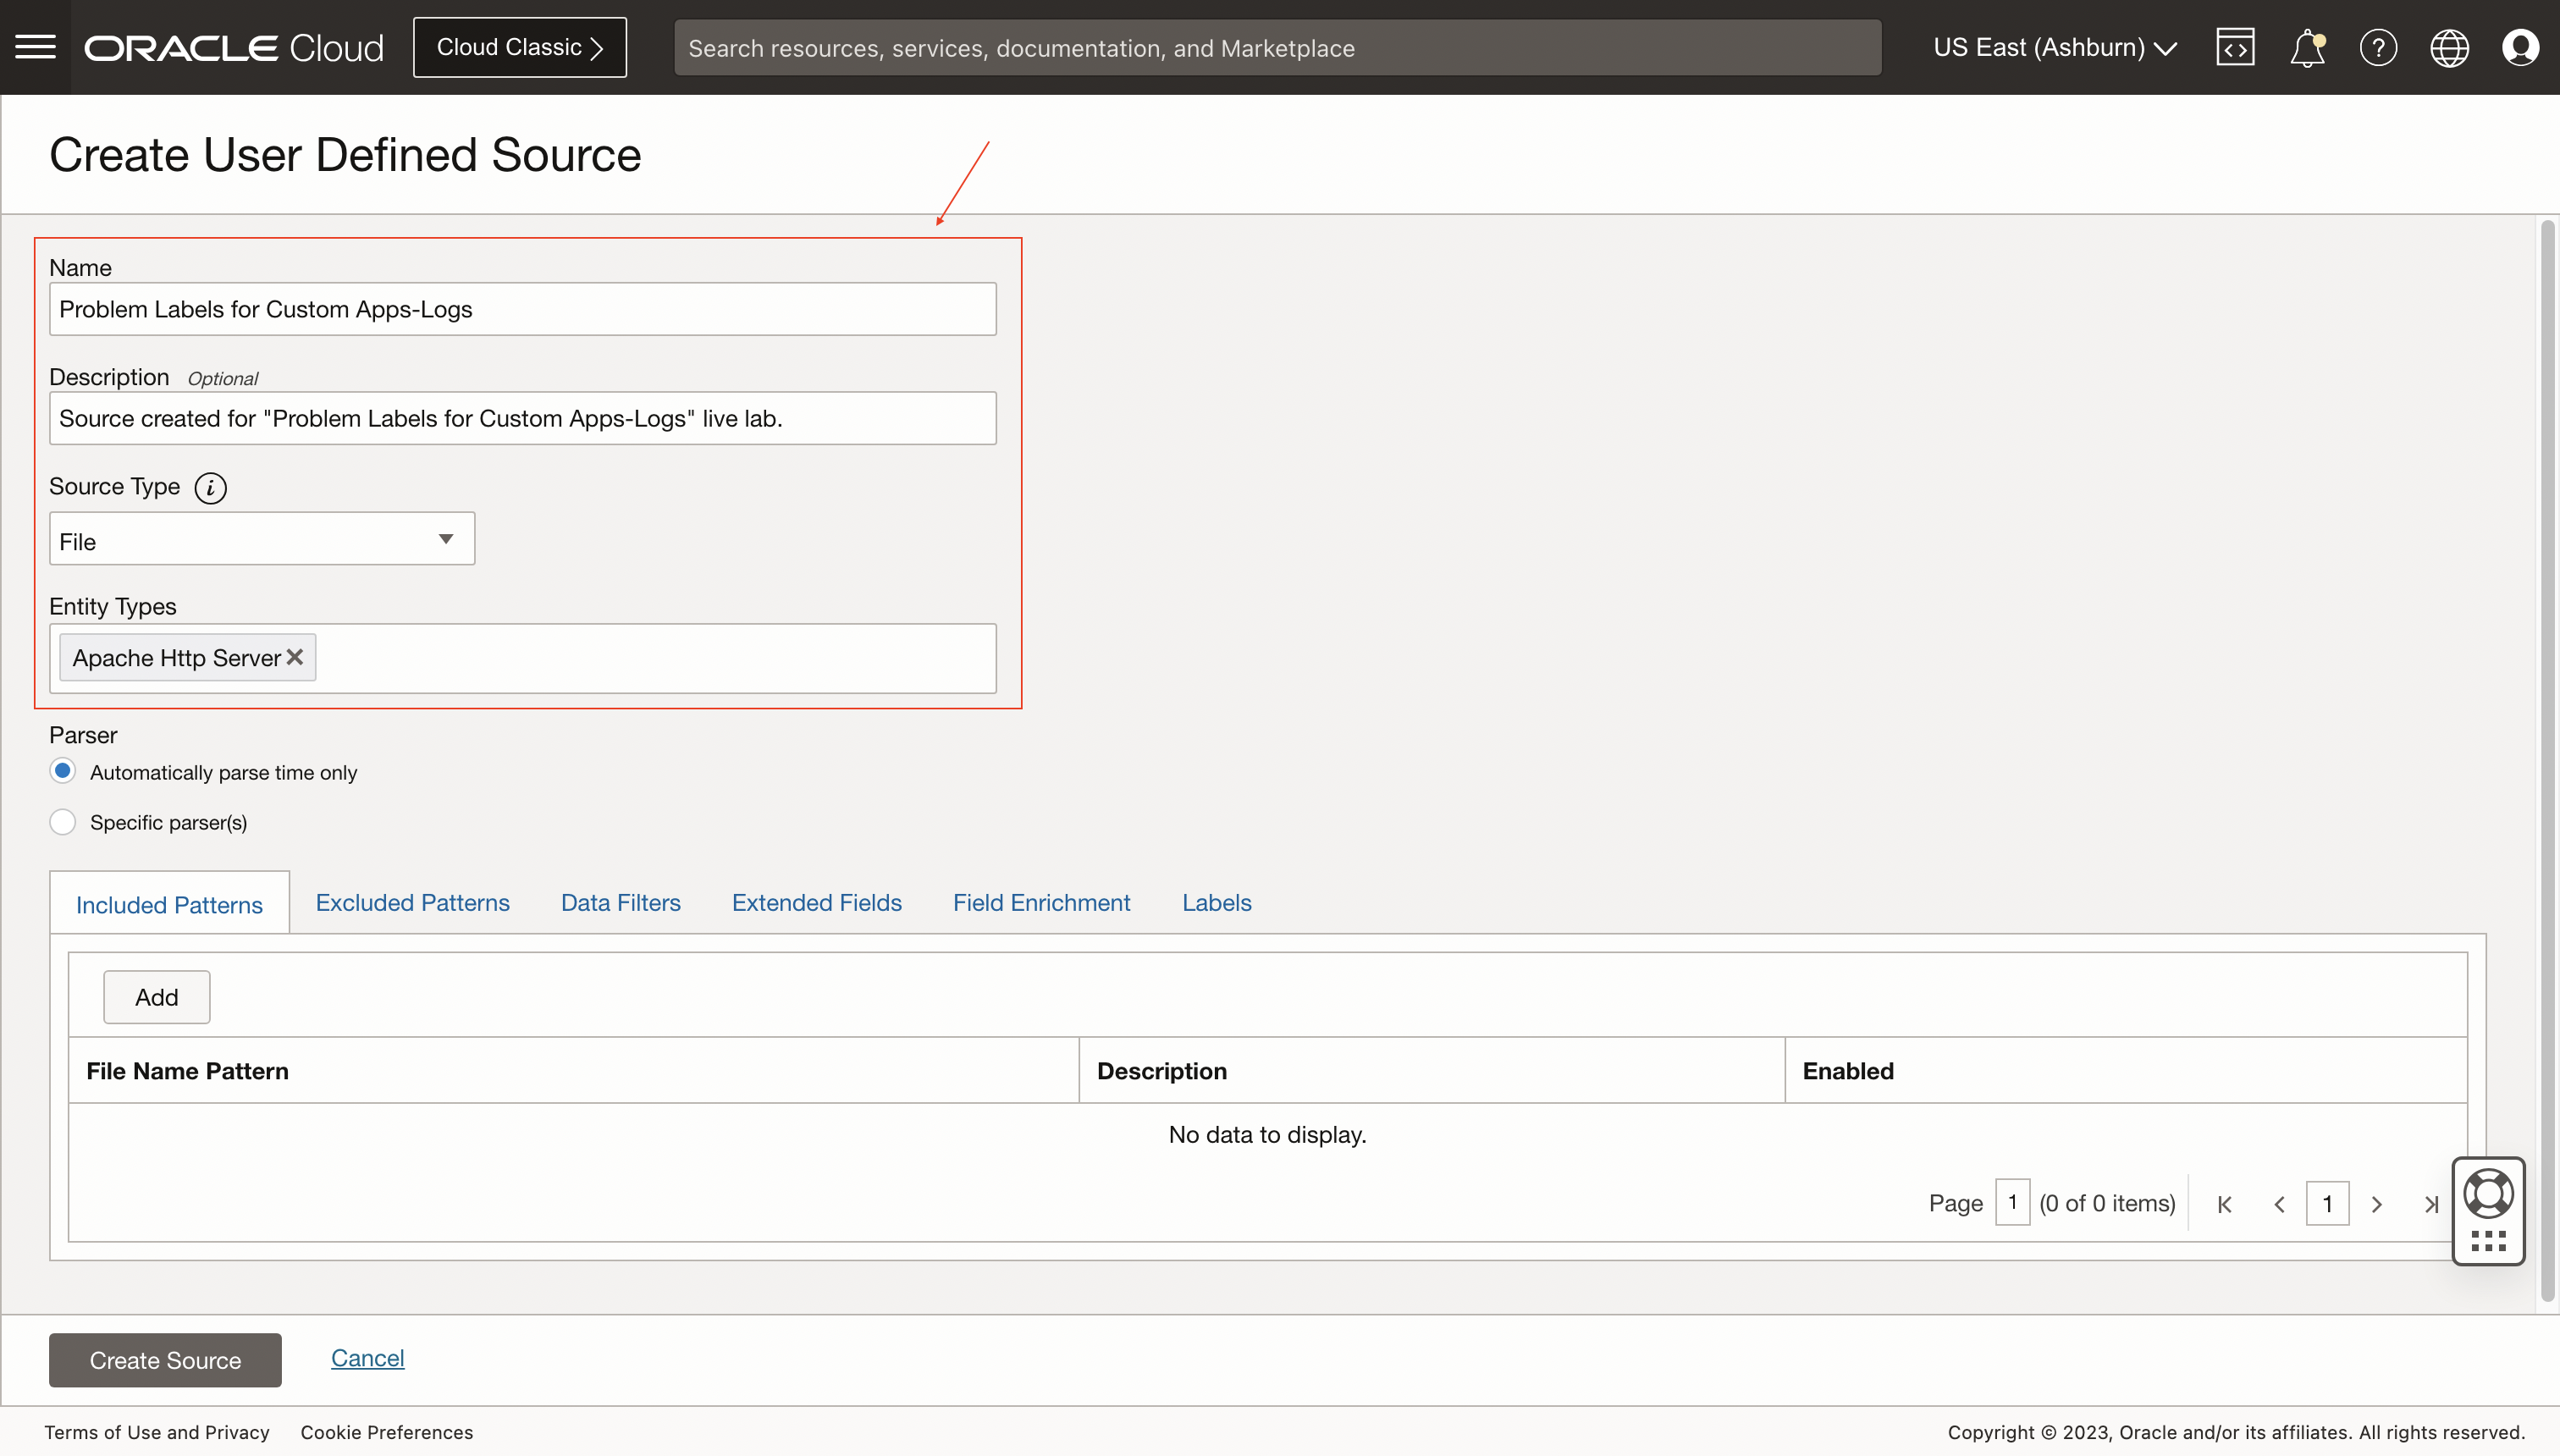 ORACLE Cloud
Cloud Classic
Search resources, services, documentation, and Marketplace
US East (Ashburn)
Create User Defined Source
Name
Problem Labels for Custom Apps-Logs
Description Optional
Source created for "Problem Labels for Custom Apps-Logs" live lab.
Source Type i
File
Entity Types
Apache Http Server
Parser
Automatically parse time only
Specific parser(s)
Included Patterns Excluded Patterns Data Filters Extended Fields Field Enrichment Labels
Add
File Name Pattern Description Enabled
No data to display.
Page 1 (0 of 0 items) 1
Create Source Cancel
Terms of Use and Privacy Cookie Preferences Copyright © 2023, Oracle and/or its affiliates. All rights reserved.